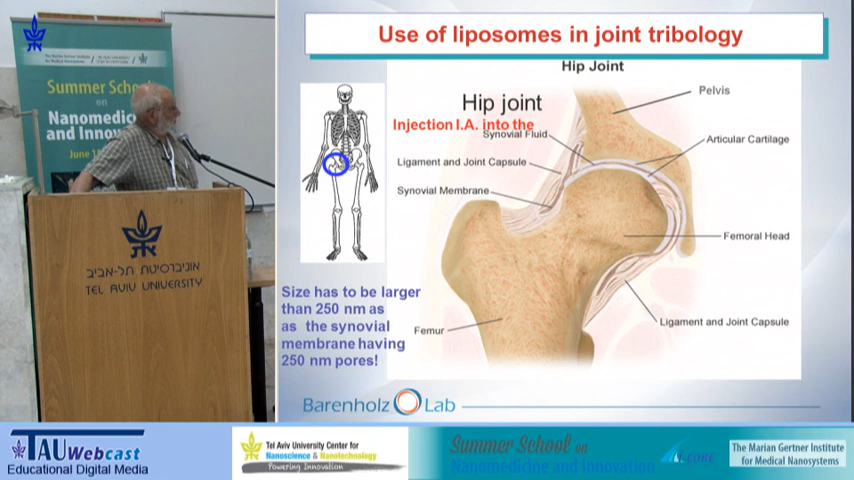 Use of liposomes in joint tribology
Hip Joint
Hip joint
Injection I.A. into the
Pelvis
Synovial Fluid
Articular Cartilage
Ligament and Joint Capsule
Synovial Membrane
Femoral Head
Ligament and Joint Capsule
Femur
Size has to be larger
than 250 nm as
as the synovial
membrane having
250 nm pores!
Barenholz Lab
Summer School
on
Nanomedicine
and Innov
June 1
אוניברסיטת תל-אביב
TEL AVIV UNIVERSITY
TAU Webcast
Educational Digital Media
Tel Aviv University Center for
Nanoscience & Nanotechnology
Powering Innovation
Summer School on
Nanomedicine and Innovation
The Marian Gertner Institute
for Medical Nanosystems